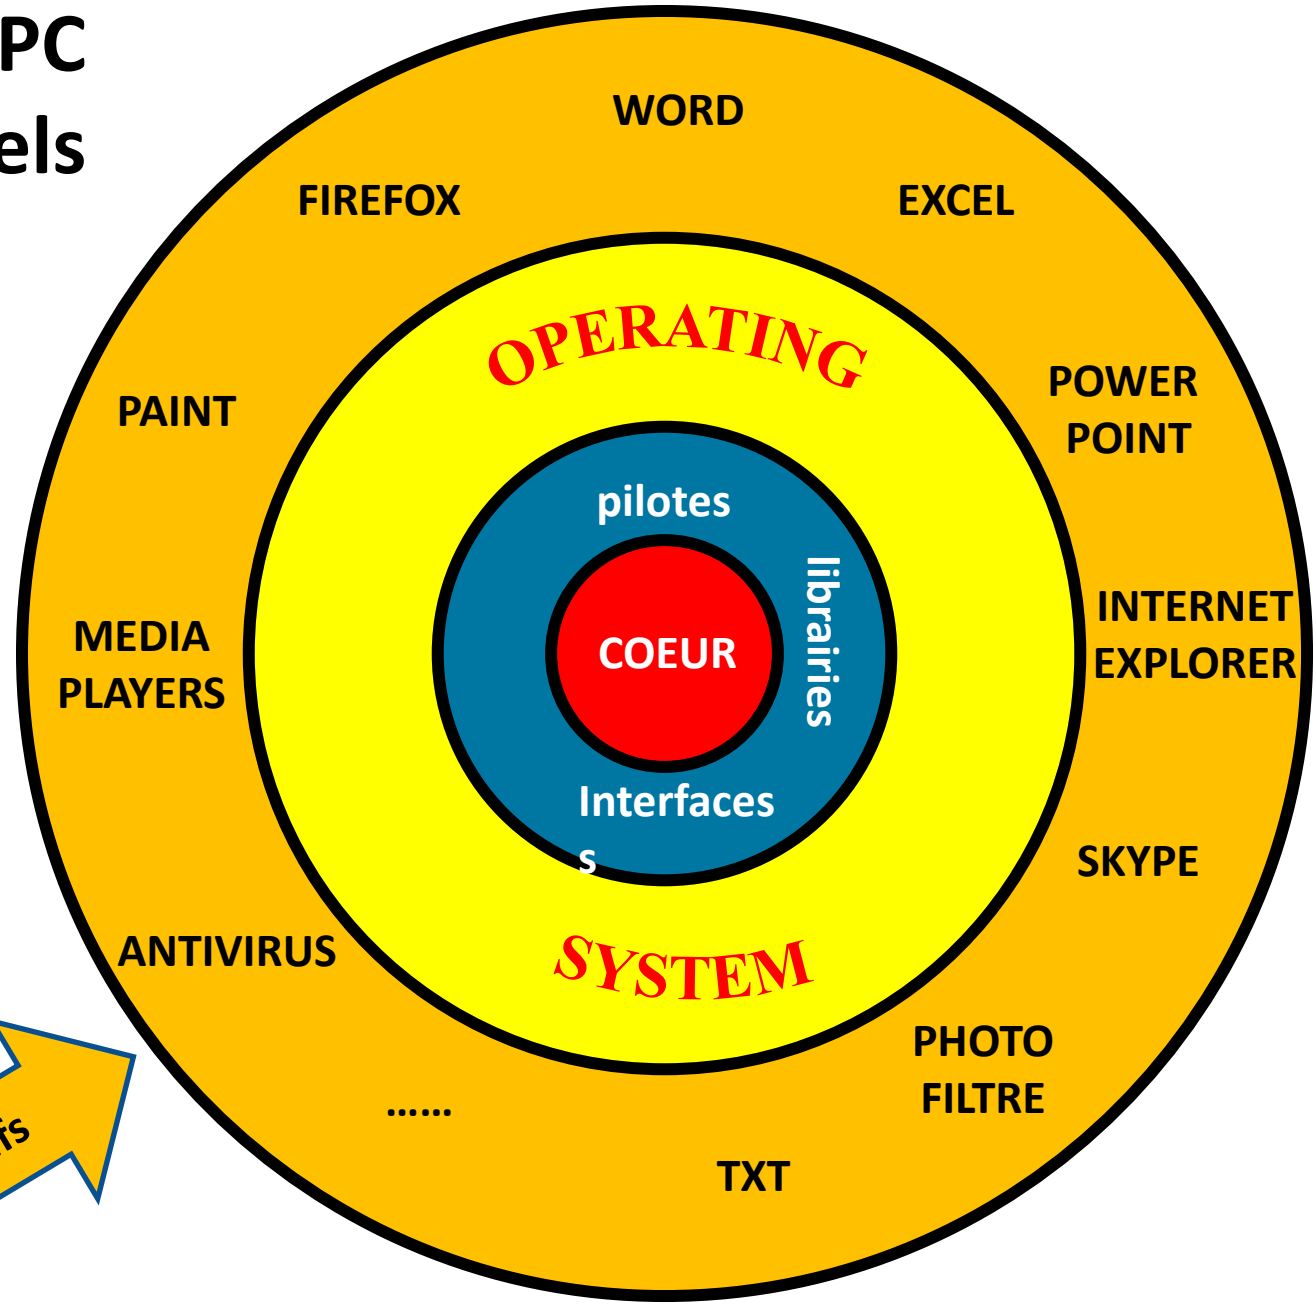 PC
els
WORD
FIREFOX
EXCEL
OPERATING
PAINT
POWER
POINT
pilotes
librairies
COEUR
MEDIA
PLAYERS
INTERNET
EXPLORER
Interfaces
s
SKYPE
ANTIVIRUS
SYSTEM
PHOTO
FILTRE
......
fs
TXT